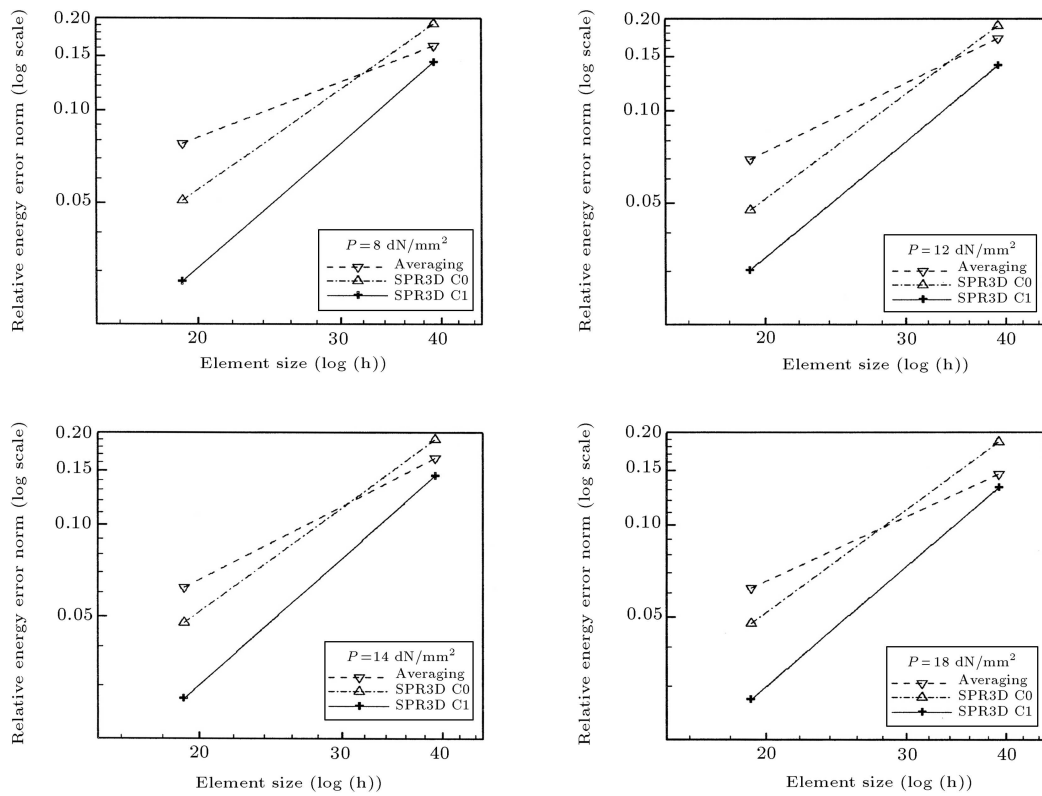 Relative energy error norm (log scale)
0.20
0.15
0.10
0.05
P = 8 dN/mm²
Averaging
SPR3D C0
SPR3D C1
20
30
40
Element size (log (h))
Relative energy error norm (log scale)
0.20
0.15
0.10
0.05
P = 12 dN/mm²
Averaging
SPR3D C0
SPR3D C1
20
30
40
Element size (log (h))
Relative energy error norm (log scale)
0.20
0.15
0.10
0.05
P = 14 dN/mm²
Averaging
SPR3D C0
SPR3D C1
20
30
40
Element size (log (h))
Relative energy error norm (log scale)
0.20
0.15
0.10
0.05
P = 18 dN/mm²
Averaging
SPR3D C0
SPR3D C1
20
30
40
Element size (log (h))